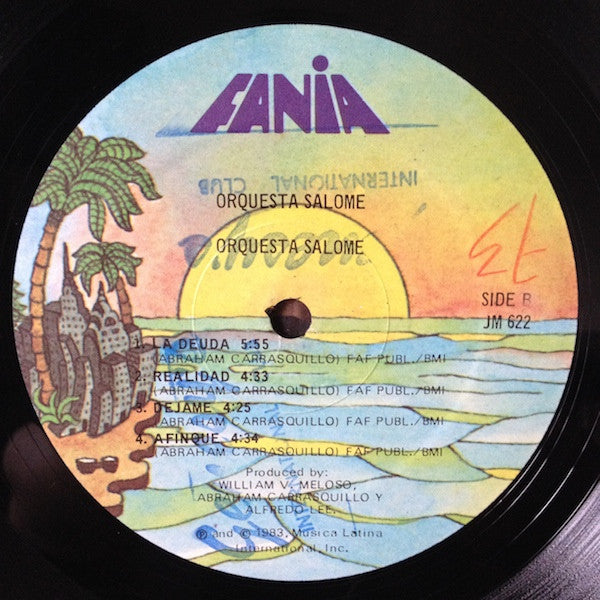 FANIA
INTERNATIONAL CLUB
ORQUESTA SALOME
ORQUESTA SALOME
SIDE B
JM 622
1. LA DEUDA 5:55
(ABRAHAM CARRASQUILLO) FAF PUBL./BMI
2. REALIDAD 4:33
(ABRAHAM CARRASQUILLO) FAF PUBL./BMI
3. DEJAME 4:25
(ABRAHAM CARRASQUILLO) FAF PUBL./BMI
4. AFINQUE 4:34
(ABRAHAM CARRASQUILLO) FAF PUBL./BMI
Produced by:
WILLIAM V. MELOSO,
ABRAHAM CARRASQUILLO Y
ALFREDO LEE.
℗ and © 1983, Musica Latina
International, Inc.